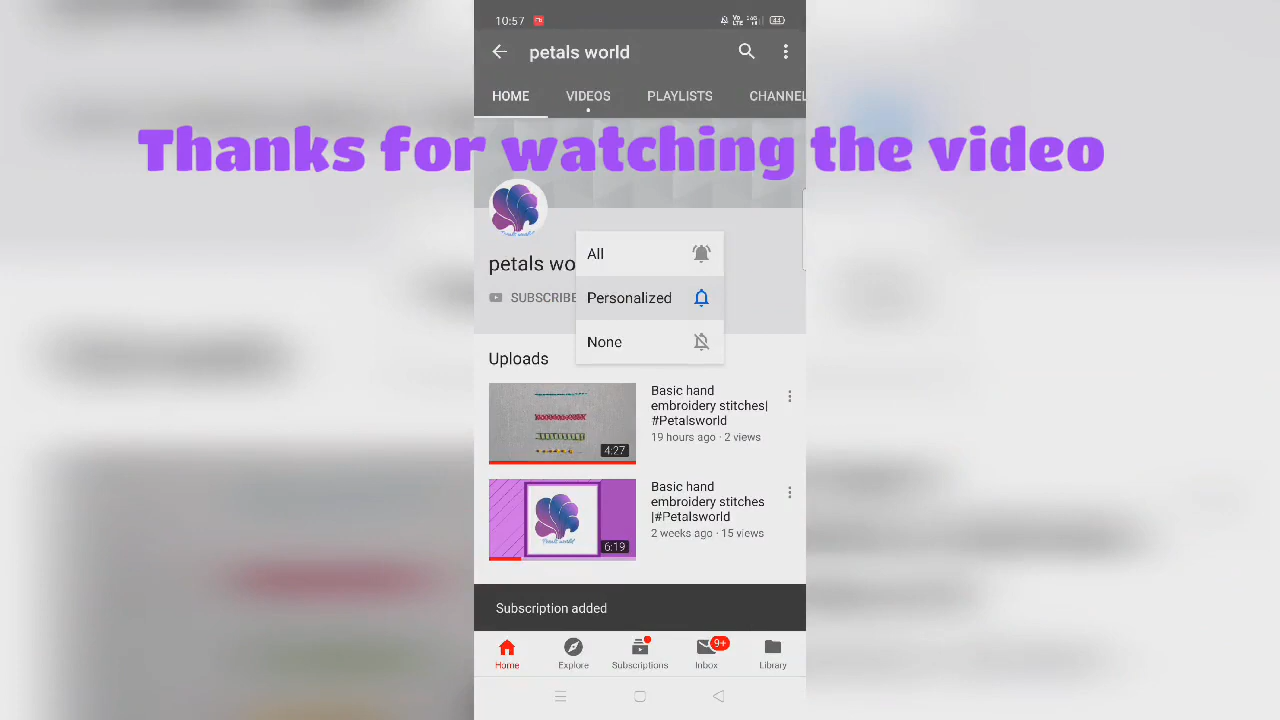 10:57
petals world
HOME VIDEOS PLAYLISTS CHANNEL
Thanks for watching the video
All
petals wo
Personalized
SUBSCRIBE
None
Uploads
Basic hand
embroidery stitches|
#Petalsworld
4:27
19 hours ago · 2 views
Basic hand
embroidery stitches
|#Petalsworld
Petals world
6:19
2 weeks ago · 15 views
Subscription added
9+
Home Explore Subscriptions Inbox Library